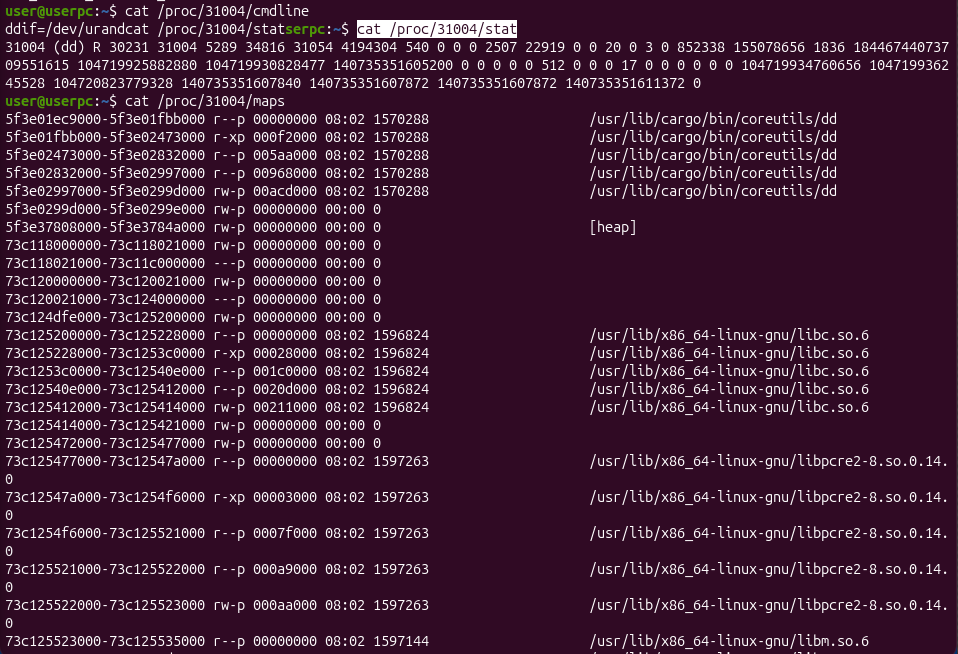 user@userpc:~$ cat /proc/31004/cmdline
ddif=/dev/urandcat /proc/31004/statserpc:~$ cat /proc/31004/stat
31004 (dd) R 30231 31004 5289 34816 31054 4194304 540 0 0 0 2507 22919 0 0 20 0 3 0 852338 155078656 1836 184467440737
09551615 104719925882880 104719930828477 140735351605200 0 0 0 0 0 512 0 0 0 17 0 0 0 0 0 0 104719934760656 1047199362
45528 104720823779328 140735351607840 140735351607872 140735351607872 140735351611372 0
user@userpc:~$ cat /proc/31004/maps
5f3e01ec9000-5f3e01fbb000 r--p 00000000 08:02 1570288 /usr/lib/cargo/bin/coreutils/dd
5f3e01fbb000-5f3e02473000 r-xp 000f2000 08:02 1570288 /usr/lib/cargo/bin/coreutils/dd
5f3e02473000-5f3e02832000 r--p 005aa000 08:02 1570288 /usr/lib/cargo/bin/coreutils/dd
5f3e02832000-5f3e02997000 r--p 00968000 08:02 1570288 /usr/lib/cargo/bin/coreutils/dd
5f3e02997000-5f3e0299d000 rw-p 00acd000 08:02 1570288 /usr/lib/cargo/bin/coreutils/dd
5f3e0299d000-5f3e0299e000 rw-p 00000000 00:00 0
5f3e37808000-5f3e3784a000 rw-p 00000000 00:00 0 [heap]
73c118000000-73c118021000 rw-p 00000000 00:00 0
73c118021000-73c11c000000 ---p 00000000 00:00 0
73c120000000-73c120021000 rw-p 00000000 00:00 0
73c120021000-73c124000000 ---p 00000000 00:00 0
73c124dfe000-73c125200000 rw-p 00000000 00:00 0
73c125200000-73c125228000 r--p 00000000 08:02 1596824 /usr/lib/x86_64-linux-gnu/libc.so.6
73c125228000-73c1253c0000 r-xp 00028000 08:02 1596824 /usr/lib/x86_64-linux-gnu/libc.so.6
73c1253c0000-73c12540e000 r--p 001c0000 08:02 1596824 /usr/lib/x86_64-linux-gnu/libc.so.6
73c12540e000-73c125412000 r--p 0020d000 08:02 1596824 /usr/lib/x86_64-linux-gnu/libc.so.6
73c125412000-73c125414000 rw-p 00211000 08:02 1596824 /usr/lib/x86_64-linux-gnu/libc.so.6
73c125414000-73c125421000 rw-p 00000000 00:00 0
73c125472000-73c125477000 rw-p 00000000 00:00 0
73c125477000-73c12547a000 r--p 00000000 08:02 1597263 /usr/lib/x86_64-linux-gnu/libpcre2-8.so.0.14.
0
73c12547a000-73c1254f6000 r-xp 00003000 08:02 1597263 /usr/lib/x86_64-linux-gnu/libpcre2-8.so.0.14.
0
73c1254f6000-73c125521000 r--p 0007f000 08:02 1597263 /usr/lib/x86_64-linux-gnu/libpcre2-8.so.0.14.
0
73c125521000-73c125522000 r--p 000a9000 08:02 1597263 /usr/lib/x86_64-linux-gnu/libpcre2-8.so.0.14.
0
73c125522000-73c125523000 rw-p 000aa000 08:02 1597263 /usr/lib/x86_64-linux-gnu/libpcre2-8.so.0.14.
0
73c125523000-73c125535000 r--p 00000000 08:02 1597144 /usr/lib/x86_64-linux-gnu/libm.so.6